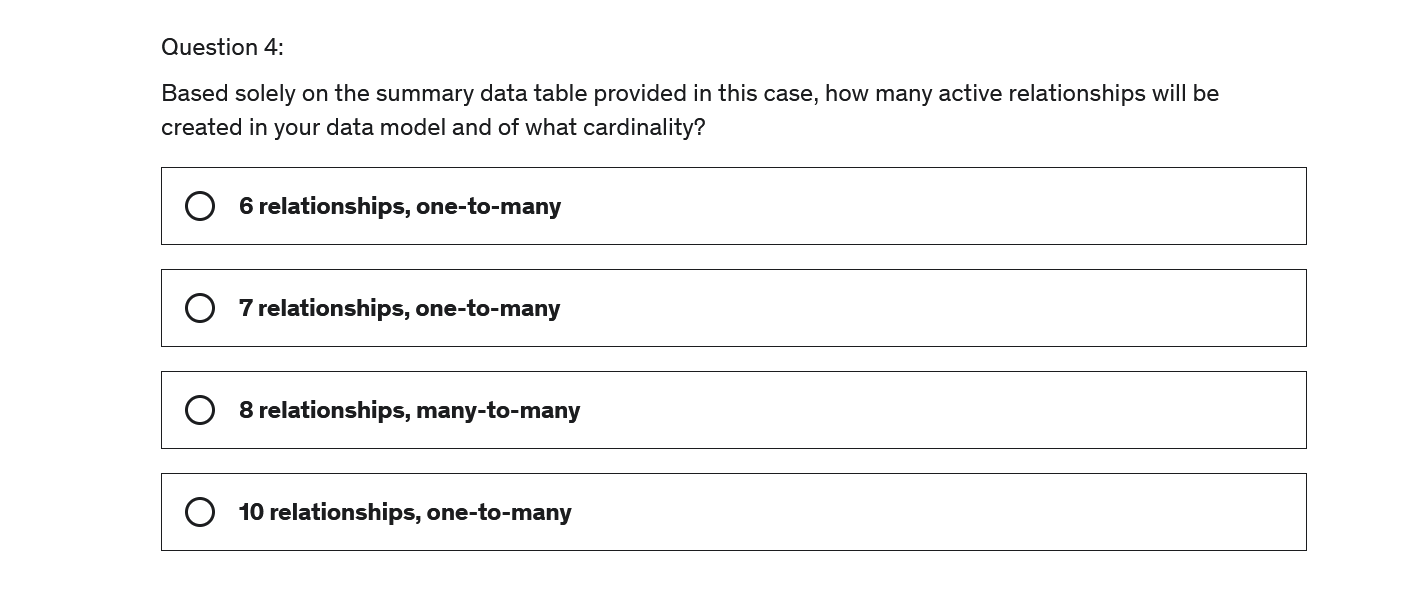 Question 4:
Based solely on the summary data table provided in this case, how many active relationships will be
created in your data model and of what cardinality?
6 relationships, one-to-many
7 relationships, one-to-many
8 relationships, many-to-many
10 relationships, one-to-many